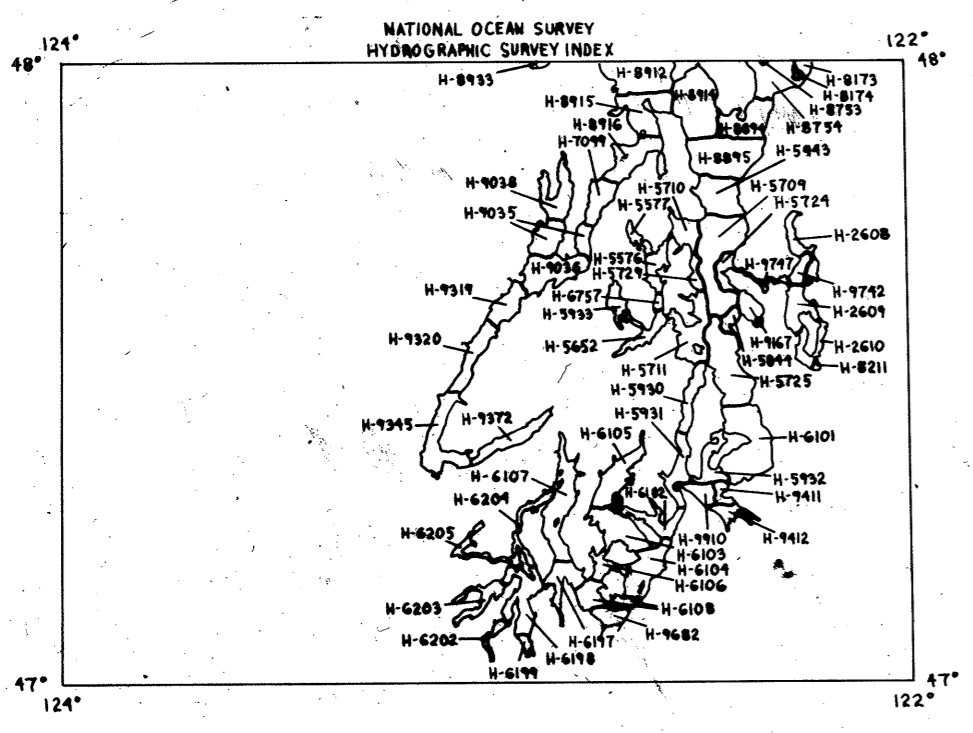 NATIONAL OCEAN SURVEY
HYDROGRAPHIC SURVEY INDEX
124°
122°
48°
48°
H-8933
H-8912
H-8914
H-8173
H-8174
H-8753
H-8754
H-8915
H-8916
H-7099
H-8894
H-8895
H-5943
H-9038
H-5710
H-5709
H-5577
H-5724
H-9035
H-2608
H-9036
H-5576
H-5729
H-9747
H-9742
H-9319
H-6757
H-5933
H-2609
H-9320
H-5652
H-9167
H-2610
H-5844
H-8211
H-5711
H-5725
H-5930
H-9345
H-9372
H-5931
H-6105
H-6101
H-6107
H-5932
H-6204
H-6102
H-9411
H-6205
H-9910
H-9412
H-6103
H-6104
H-6106
H-6203
H-6108
H-6202
H-6197
H-9682
H-6198
H-6199
47°
47°
124°
122°